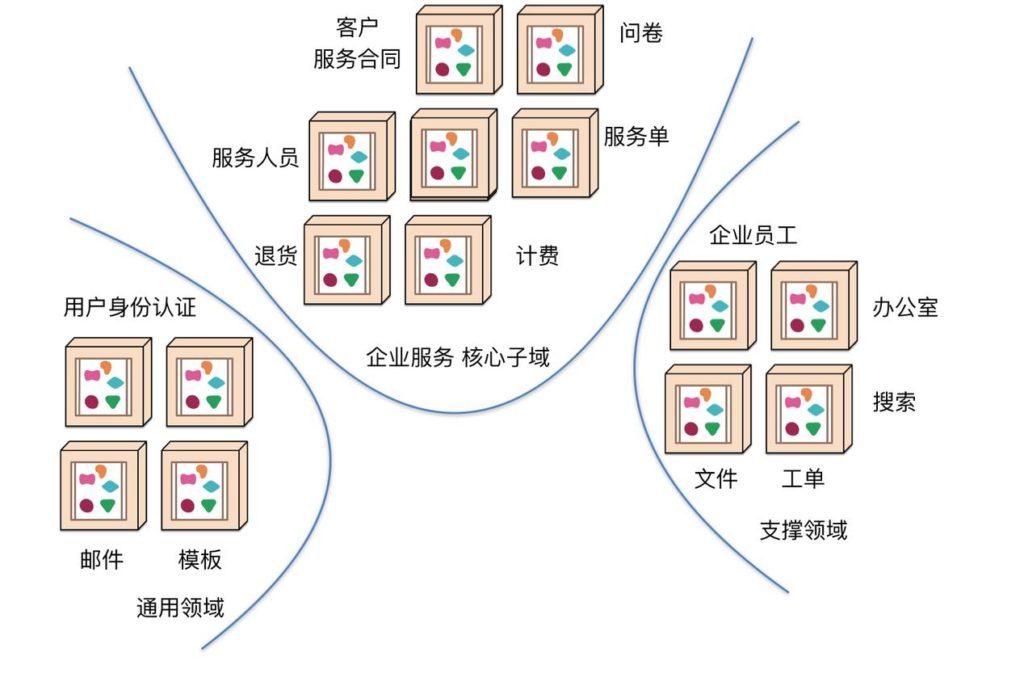 客户
服务合同
问卷
服务人员
服务单
退货
计费
企业服务 核心子域
用户身份认证
邮件
模板
通用领域
企业员工
办公室
搜索
文件
工单
支撑领域